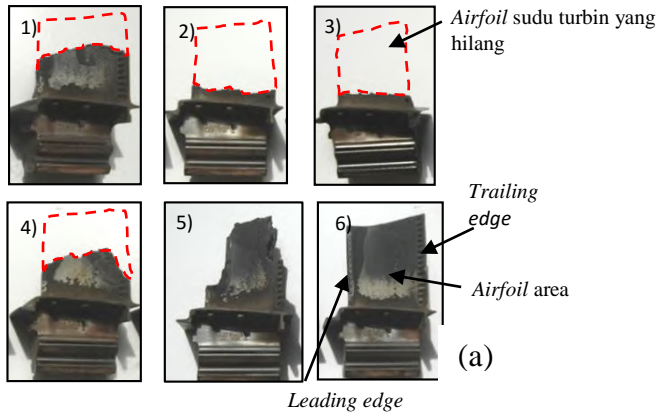 1)
2)
3)
Airfoil sudu turbin yang
hilang
4)
5)
6)
Trailing
edge
Airfoil area
(a)
Leading edge